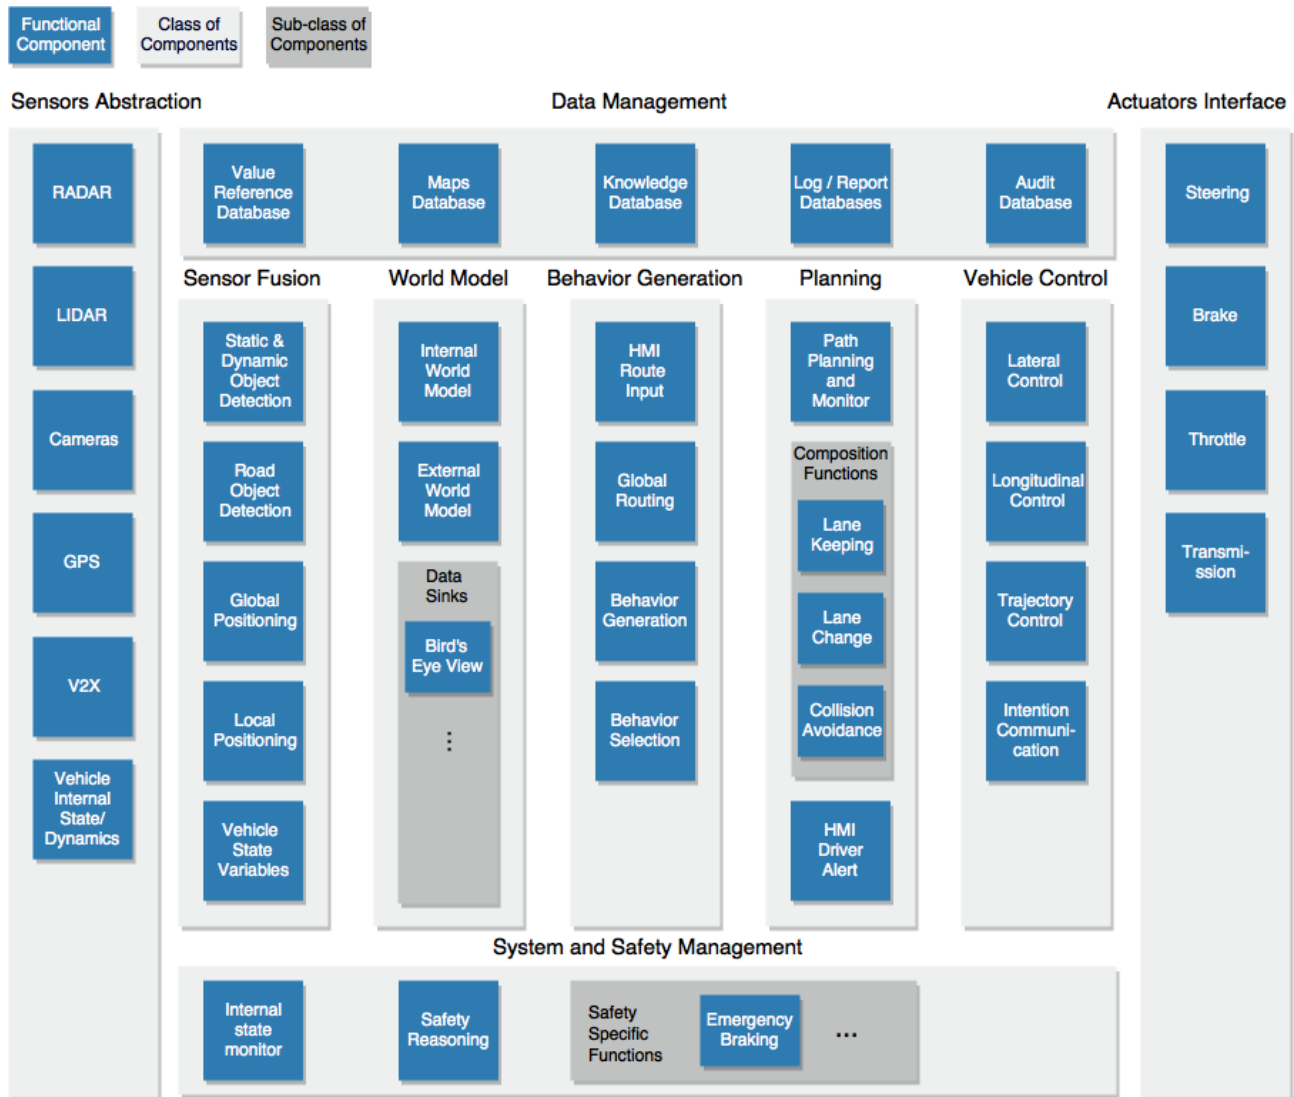 Functional
Component
Class of
Components
Sub-class of
Components
Sensors Abstraction
Data Management
Actuators Interface
RADAR
LIDAR
Cameras
GPS
V2X
Vehicle
Internal
State/
Dynamics
Value
Reference
Database
Maps
Database
Knowledge
Database
Log / Report
Databases
Audit
Database
Sensor Fusion
Static &
Dynamic
Object
Detection
Road
Object
Detection
Global
Positioning
Local
Positioning
Vehicle
State
Variables
World Model
Internal
World
Model
External
World
Model
Data
Sinks
Bird's
Eye View
⋮
Behavior Generation
HMI
Route
Input
Global
Routing
Behavior
Generation
Behavior
Selection
Planning
Path
Planning
and
Monitor
Composition
Functions
Lane
Keeping
Lane
Change
Collision
Avoidance
HMI
Driver
Alert
Vehicle Control
Lateral
Control
Longitudinal
Control
Trajectory
Control
Intention
Communi-
cation
Steering
Brake
Throttle
Transmi-
ssion
System and Safety Management
Internal
state
monitor
Safety
Reasoning
Safety
Specific
Functions
Emergency
Braking
...